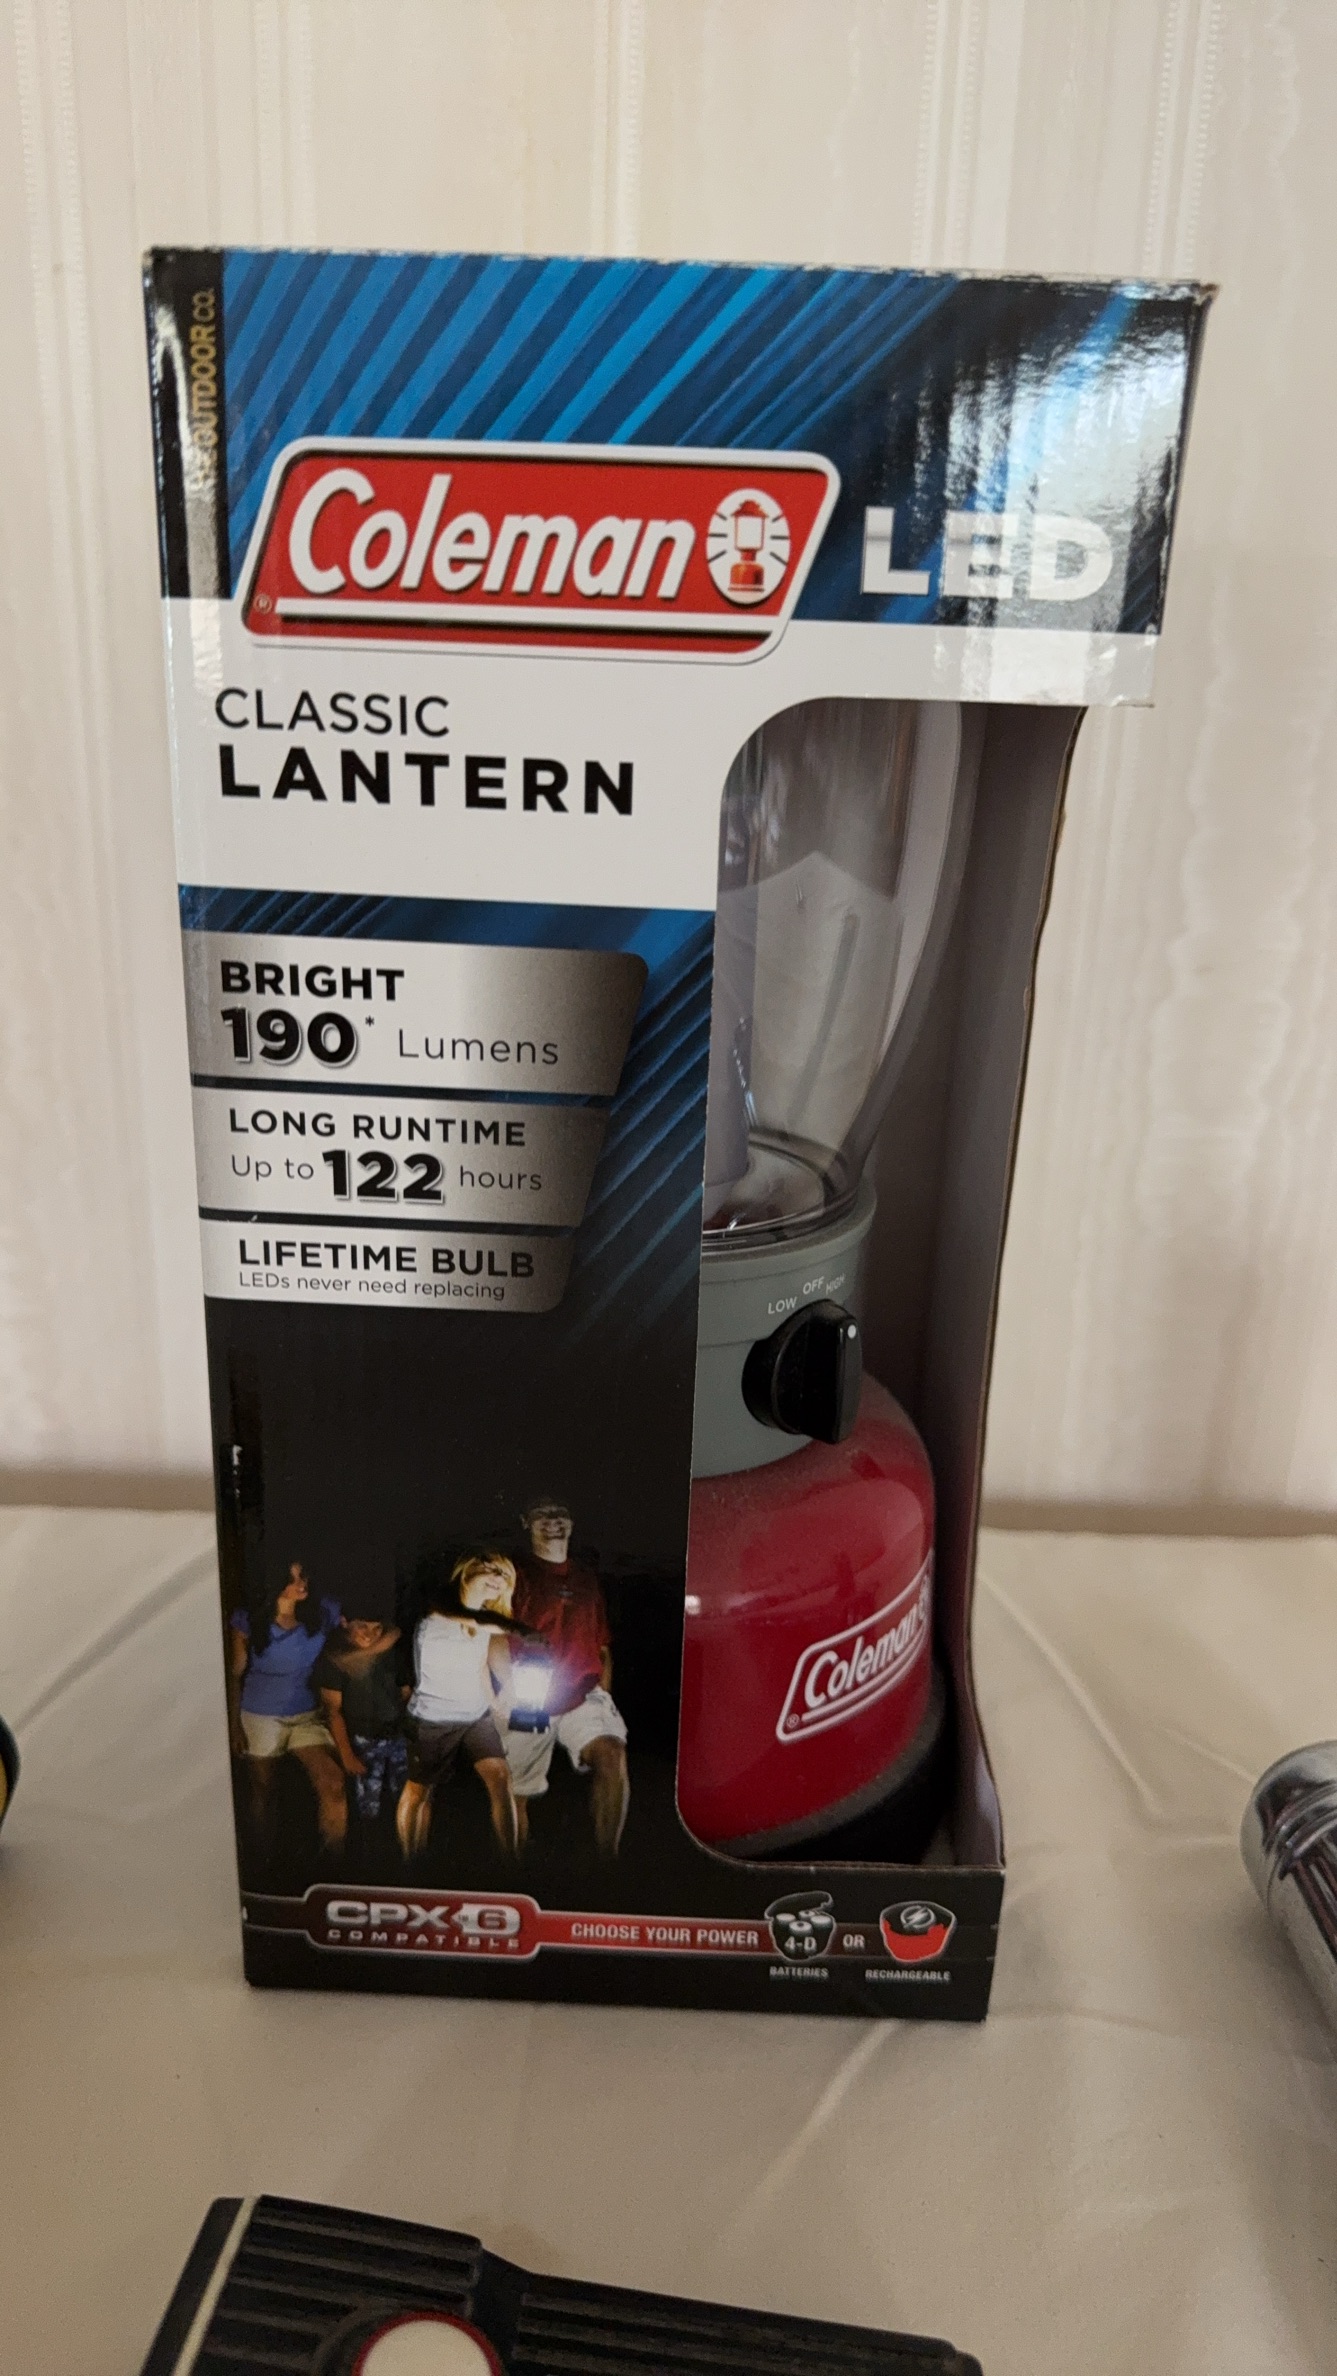 OUTDOOR CO.
Coleman
®
LED
CLASSIC
LANTERN
BRIGHT
190* Lumens
LONG RUNTIME
Up to 122 hours
LIFETIME BULB
LEDs never need replacing
LOW OFF HIGH
Coleman
®
CPX 6
COMPATIBLE
CHOOSE YOUR POWER
4-D
BATTERIES
OR
RECHARGEABLE